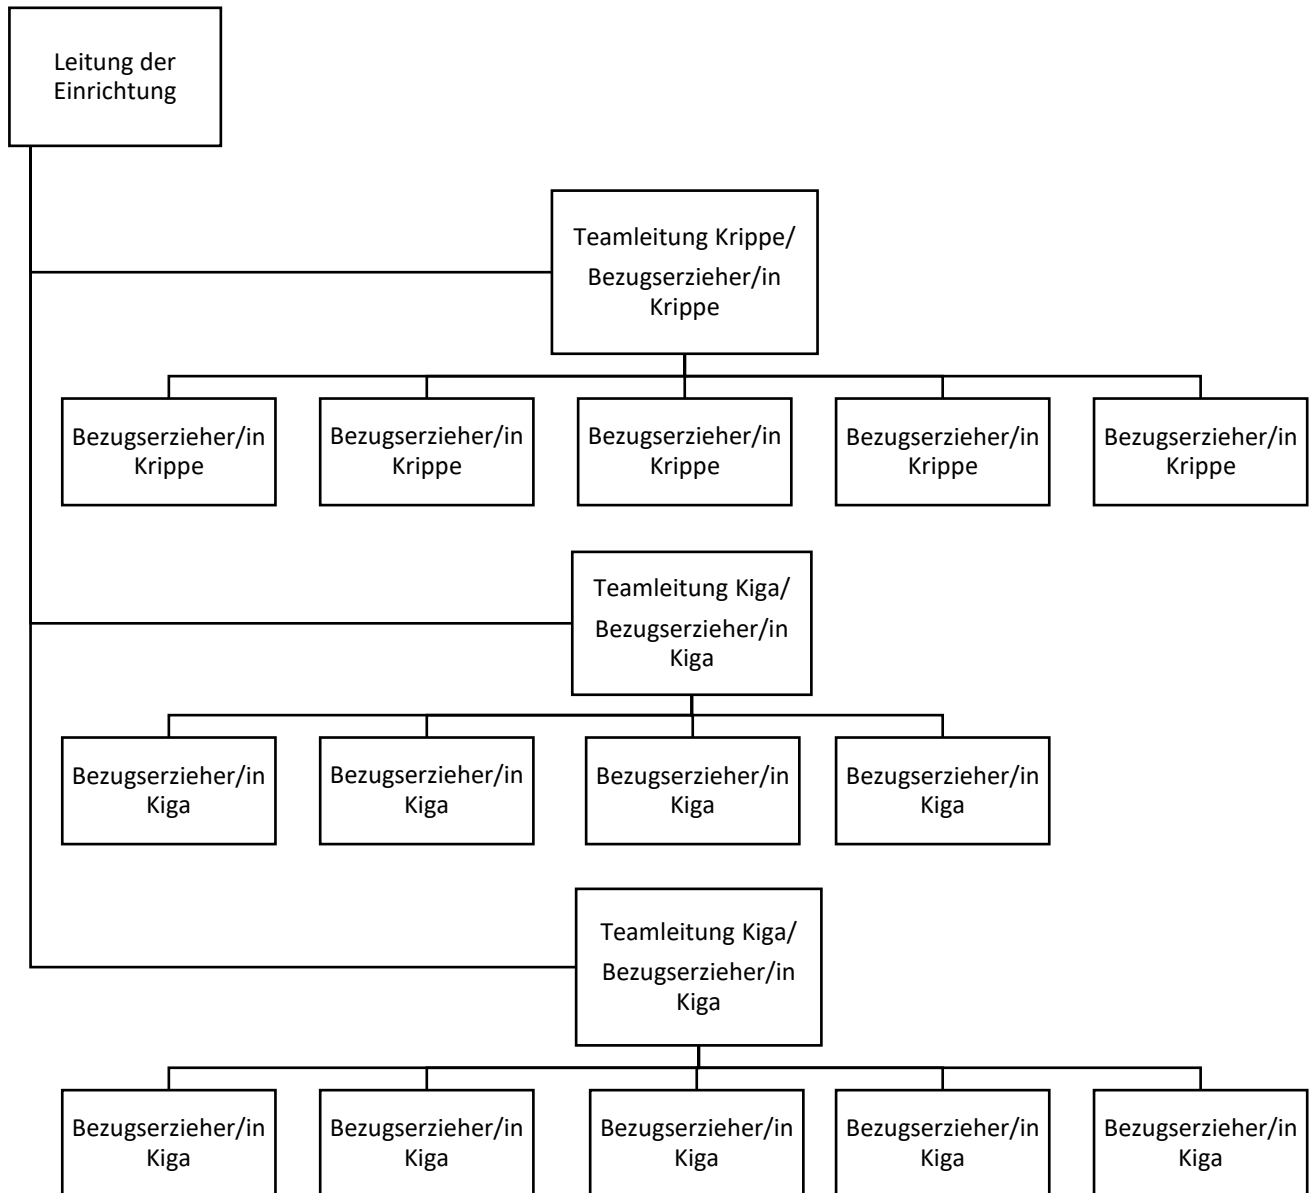 Leitung der
Einrichtung
Teamleitung Krippe/
Bezugserzieher/in
Krippe
Bezugserzieher/in
Krippe
Bezugserzieher/in
Krippe
Bezugserzieher/in
Krippe
Bezugserzieher/in
Krippe
Bezugserzieher/in
Krippe
Teamleitung Kiga/
Bezugserzieher/in
Kiga
Bezugserzieher/in
Kiga
Bezugserzieher/in
Kiga
Bezugserzieher/in
Kiga
Bezugserzieher/in
Kiga
Teamleitung Kiga/
Bezugserzieher/in
Kiga
Bezugserzieher/in
Kiga
Bezugserzieher/in
Kiga
Bezugserzieher/in
Kiga
Bezugserzieher/in
Kiga
Bezugserzieher/in
Kiga